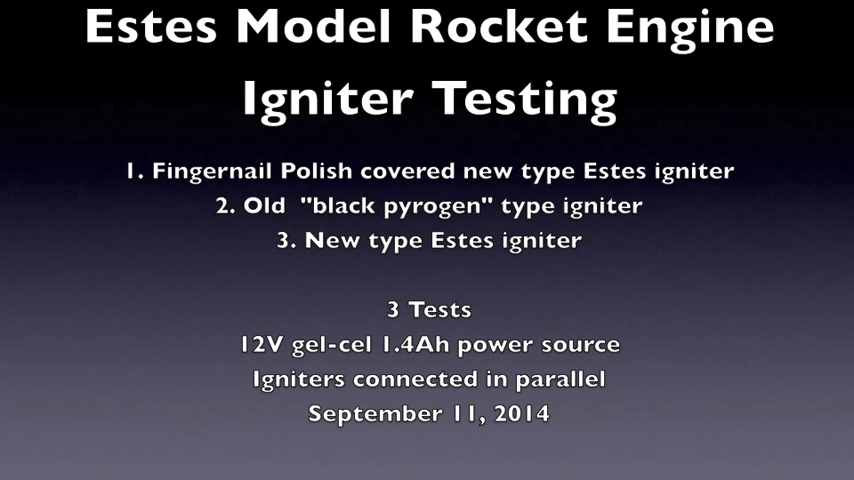 Estes Model Rocket Engine
Igniter Testing
1. Fingernail Polish covered new type Estes igniter
2. Old "black pyrogen" type igniter
3. New type Estes igniter
3 Tests
12V gel-cel 1.4Ah power source
Igniters connected in parallel
September 11, 2014